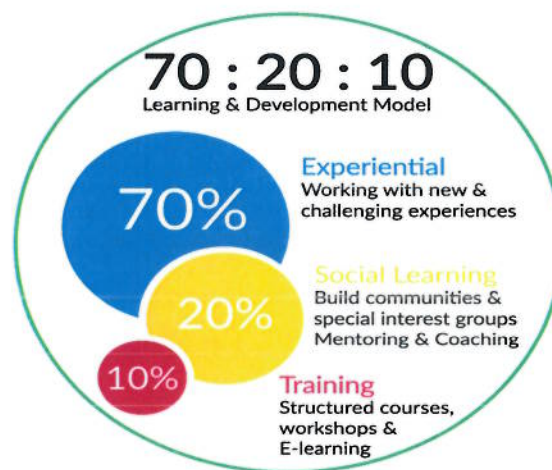 70 : 20 : 10
Learning & Development Model
70%
Experiential
Working with new &
challenging experiences
20%
Social Learning
Build communities &
special interest groups
Mentoring & Coaching
10%
Training
Structured courses,
workshops &
E-learning